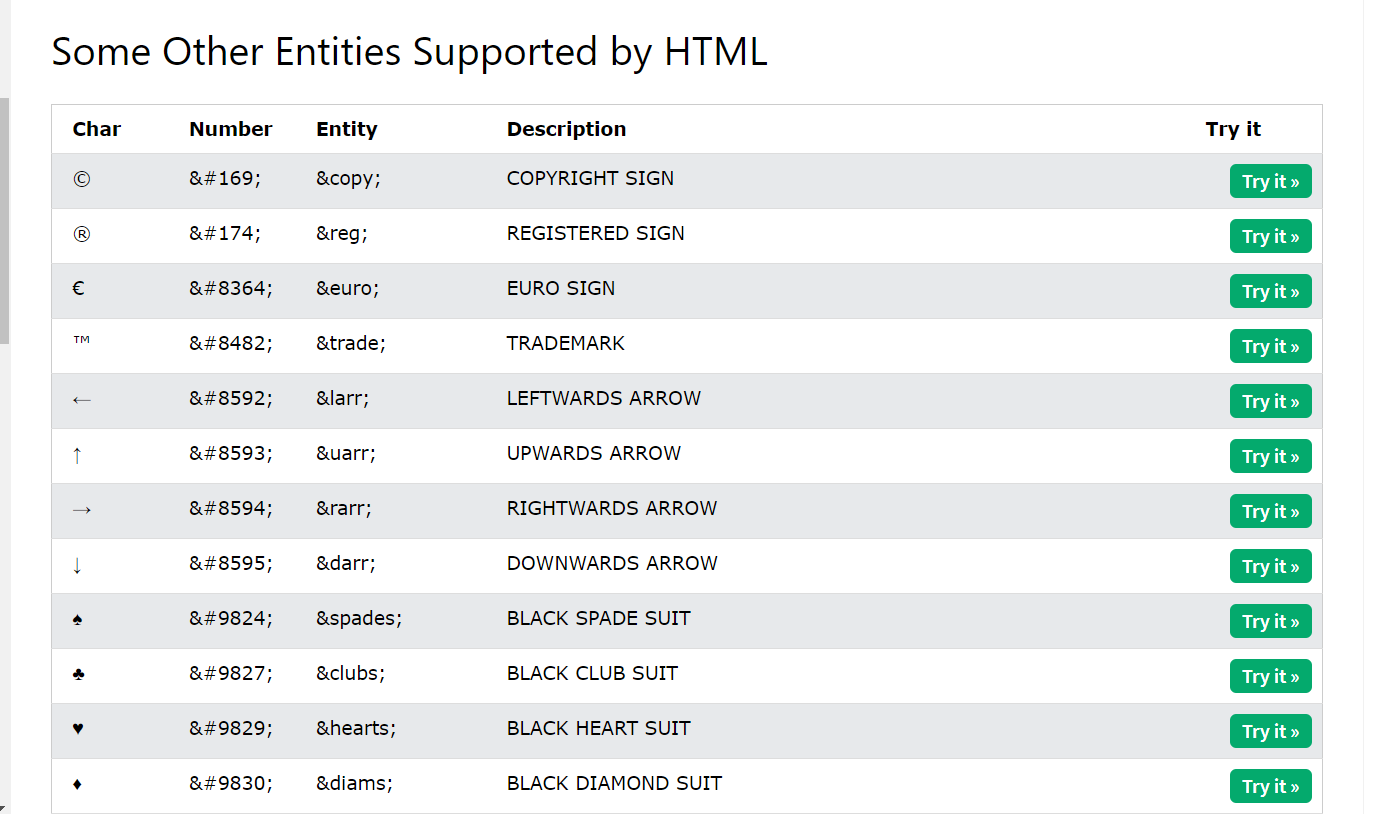 Some Other Entities Supported by HTML
Char Number Entity Description Try it
© &#169; &copy; COPYRIGHT SIGN Try it »
® &#174; &reg; REGISTERED SIGN Try it »
€ &#8364; &euro; EURO SIGN Try it »
™ &#8482; &trade; TRADEMARK Try it »
← &#8592; &larr; LEFTWARDS ARROW Try it »
↑ &#8593; &uarr; UPWARDS ARROW Try it »
→ &#8594; &rarr; RIGHTWARDS ARROW Try it »
↓ &#8595; &darr; DOWNWARDS ARROW Try it »
♠ &#9824; &spades; BLACK SPADE SUIT Try it »
♣ &#9827; &clubs; BLACK CLUB SUIT Try it »
♥ &#9829; &hearts; BLACK HEART SUIT Try it »
♦ &#9830; &diams; BLACK DIAMOND SUIT Try it »